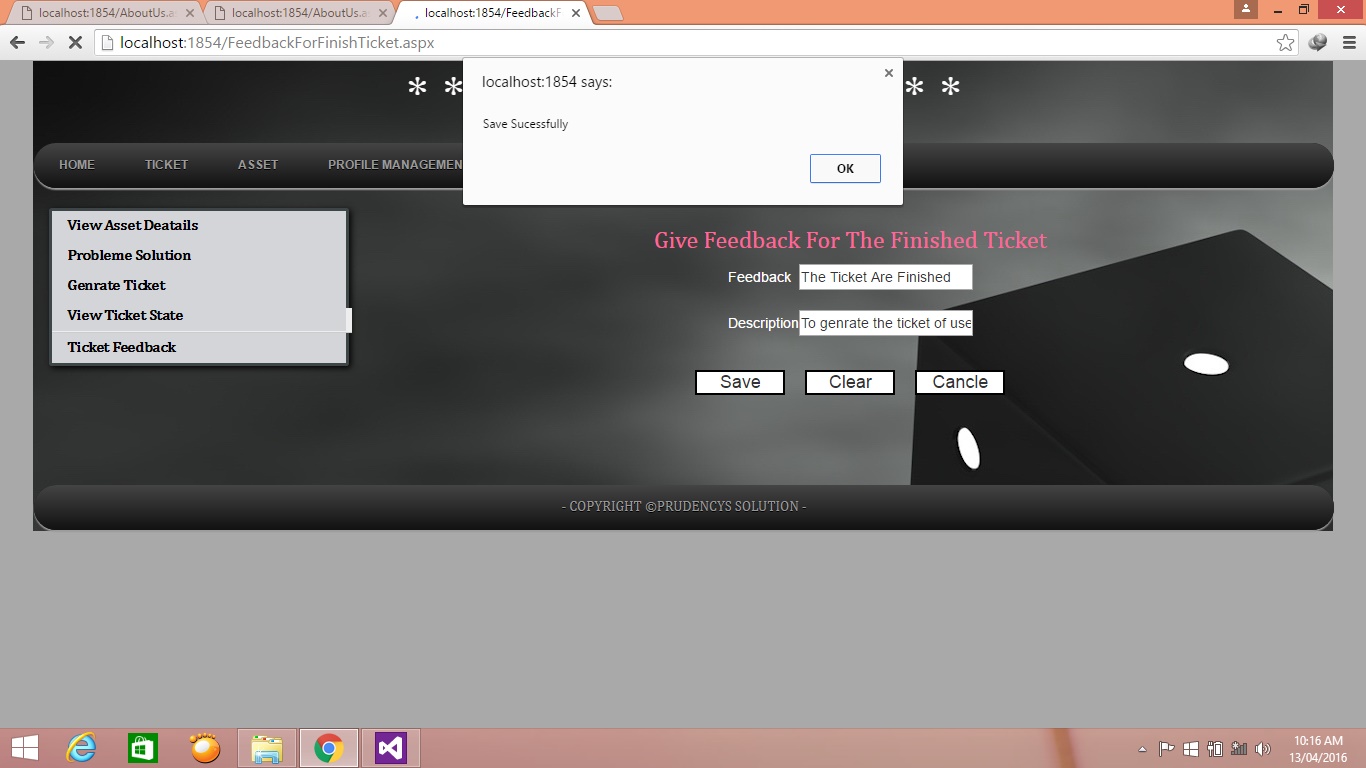 localhost:1854/AboutUs.as
localhost:1854/AboutUs.as
localhost:1854/FeedbackF
localhost:1854/FeedbackForFinishTicket.aspx
* *
* *
localhost:1854 says:
Save Sucessfully
OK
HOME TICKET ASSET PROFILE MANAGEMEN
View Asset Deatails
Probleme Solution
Genrate Ticket
View Ticket State
Ticket Feedback
Give Feedback For The Finished Ticket
Feedback The Ticket Are Finished
Description To genrate the ticket of use
Save Clear Cancle
- COPYRIGHT ©PRUDENCYS SOLUTION -
10:16 AM
13/04/2016